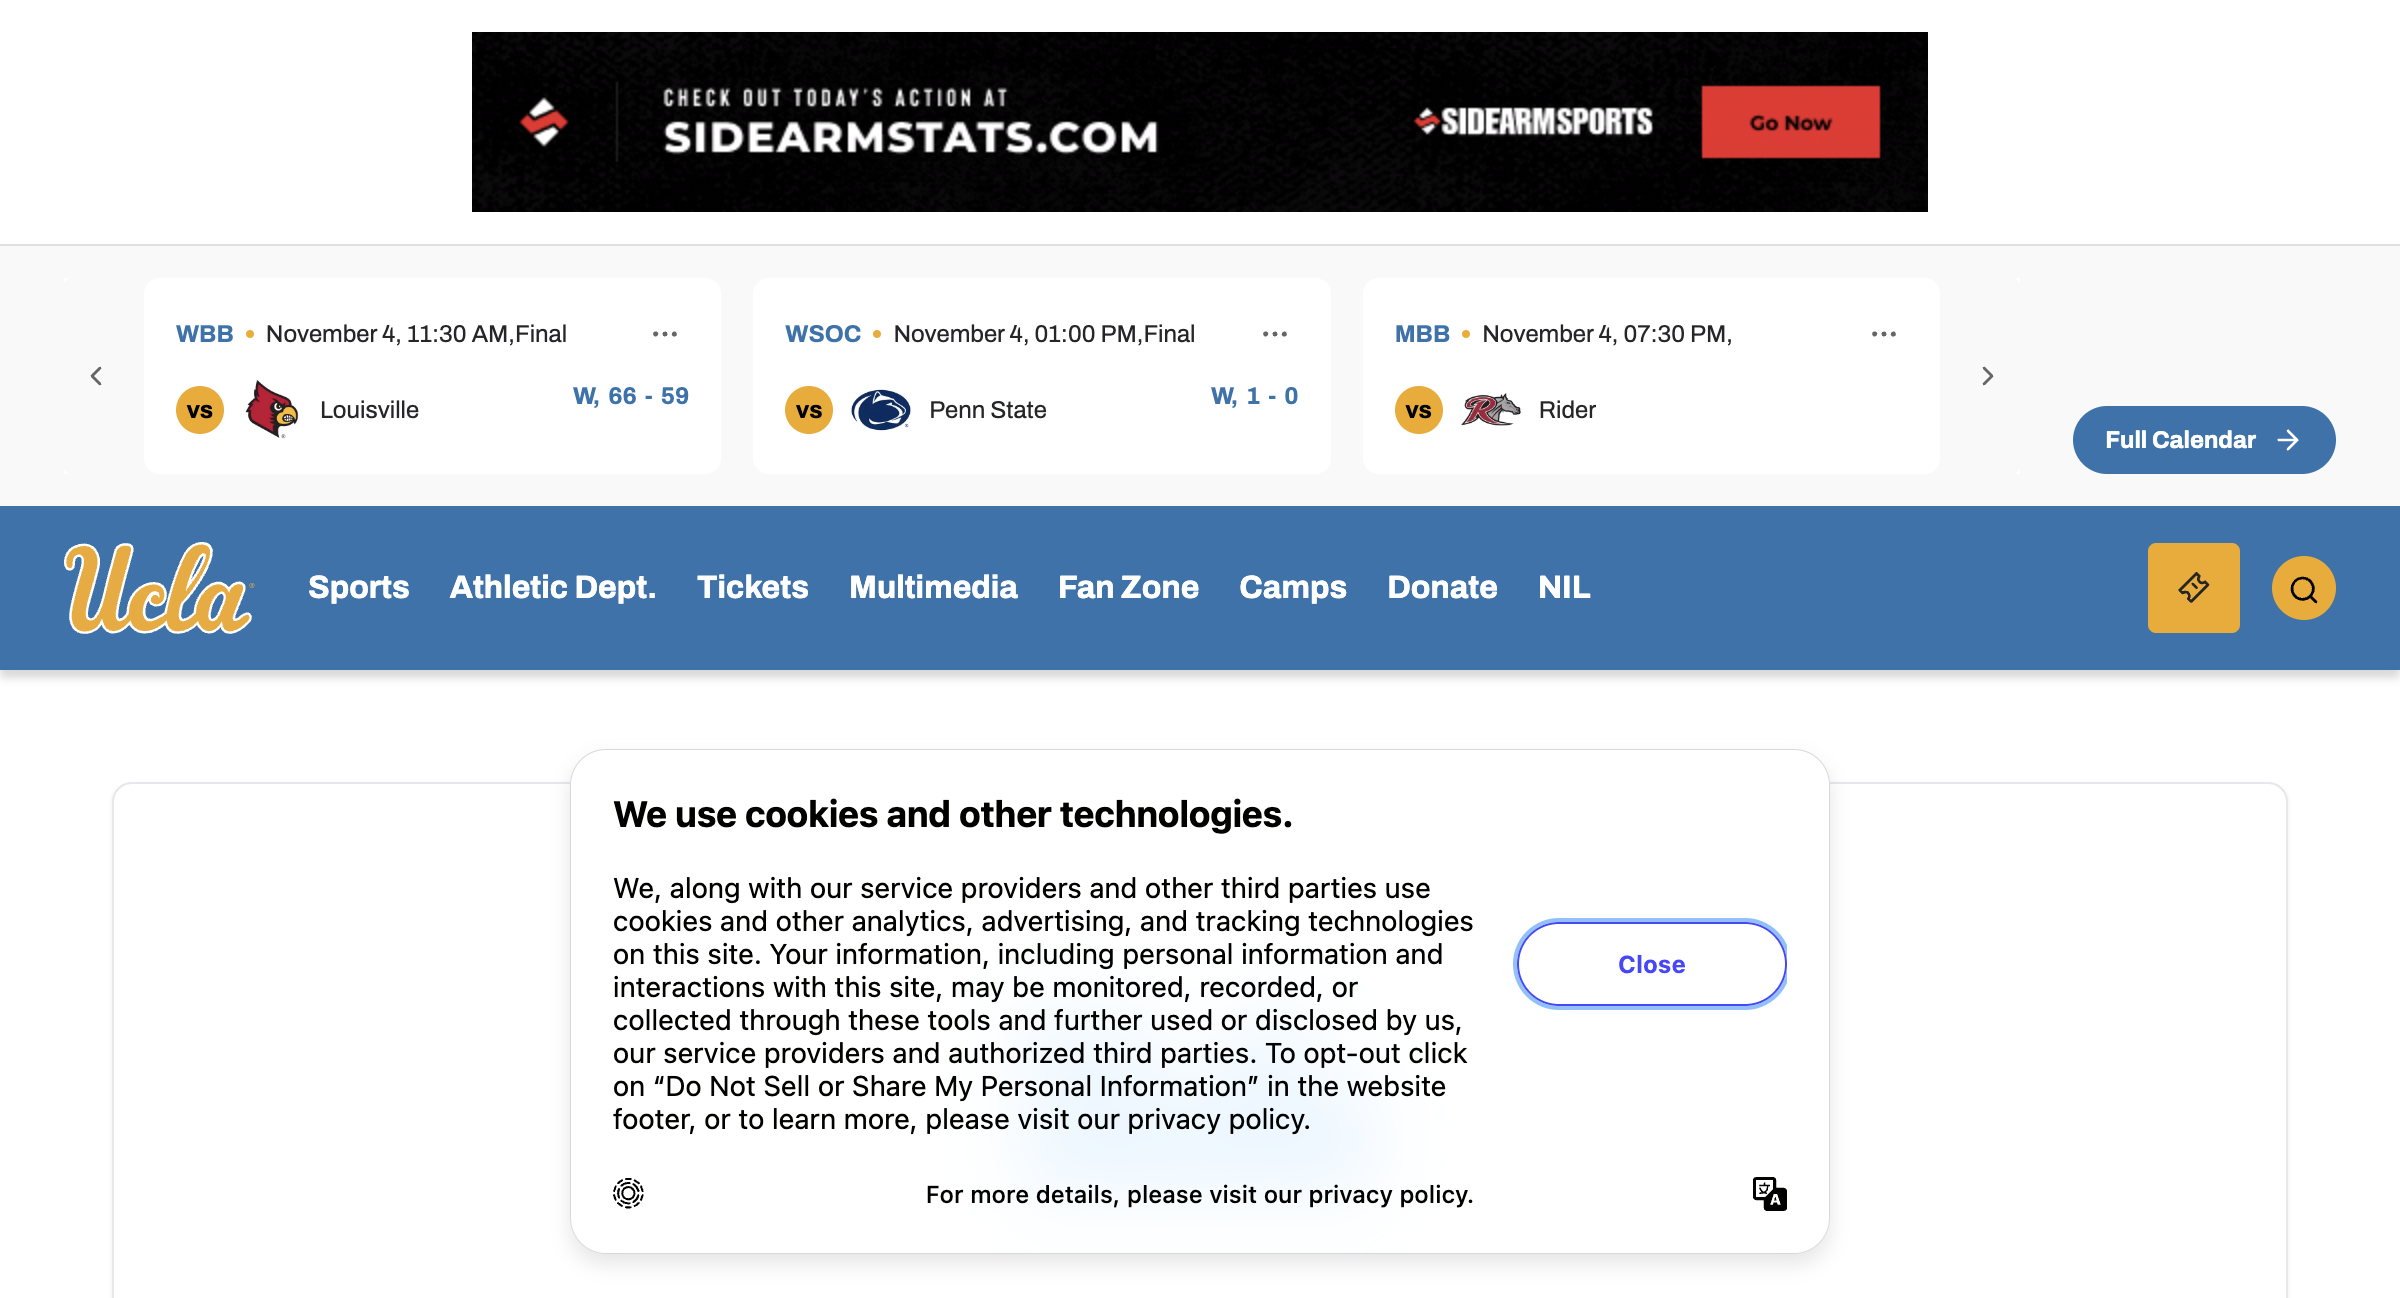 CHECK OUT TODAY'S ACTION AT
SIDEARMSTATS.COM
SIDEARMSPORTS
Go Now
WBB • November 4, 11:30 AM,Final
vs Louisville W, 66 - 59
WSOC • November 4, 01:00 PM,Final
vs Penn State W, 1 - 0
MBB • November 4, 07:30 PM,
vs Rider
Full Calendar
Ucla
Sports Athletic Dept. Tickets Multimedia Fan Zone Camps Donate NIL
We use cookies and other technologies.
We, along with our service providers and other third parties use
cookies and other analytics, advertising, and tracking technologies
on this site. Your information, including personal information and
interactions with this site, may be monitored, recorded, or
collected through these tools and further used or disclosed by us,
our service providers and authorized third parties. To opt-out click
on “Do Not Sell or Share My Personal Information” in the website
footer, or to learn more, please visit our privacy policy.
Close
For more details, please visit our privacy policy.